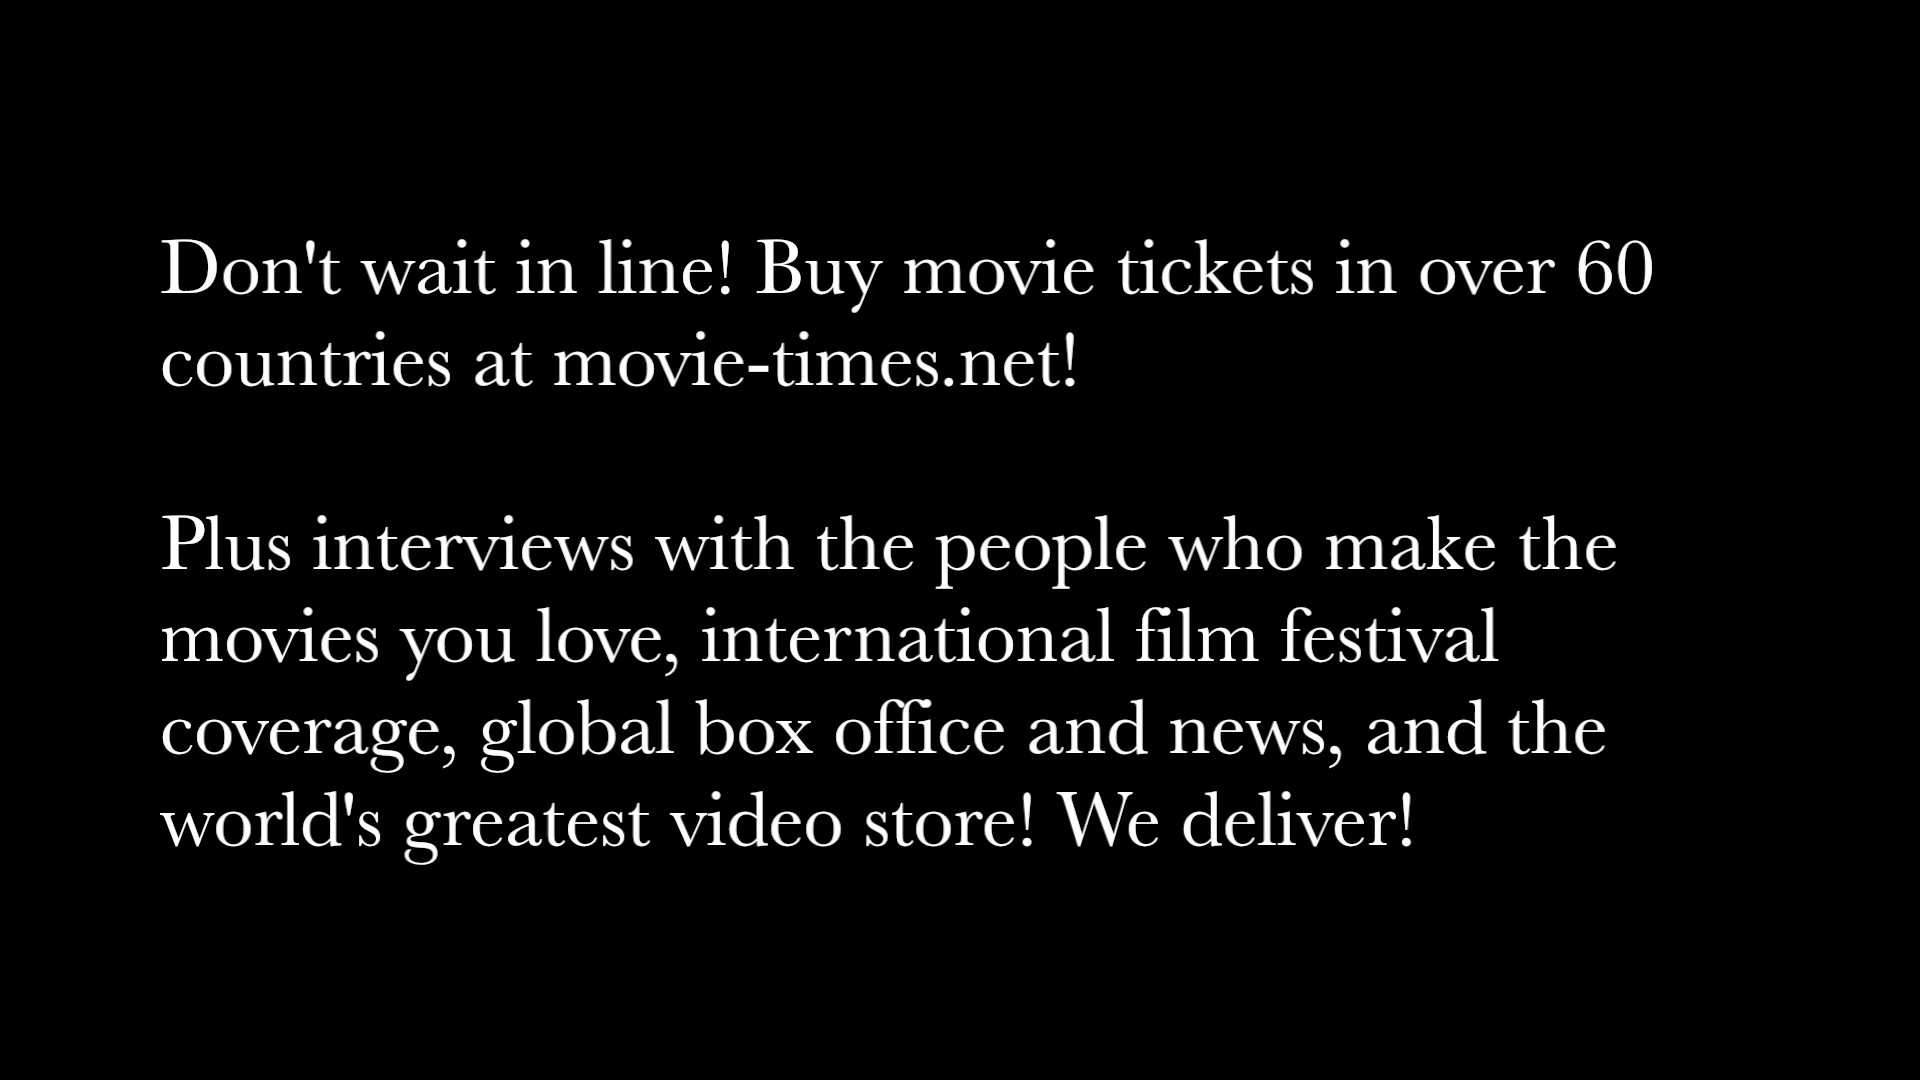 Don't wait in line! Buy movie tickets in over 60
countries at movie-times.net!
Plus interviews with the people who make the
movies you love, international film festival
coverage, global box office and news, and the
world's greatest video store! We deliver!